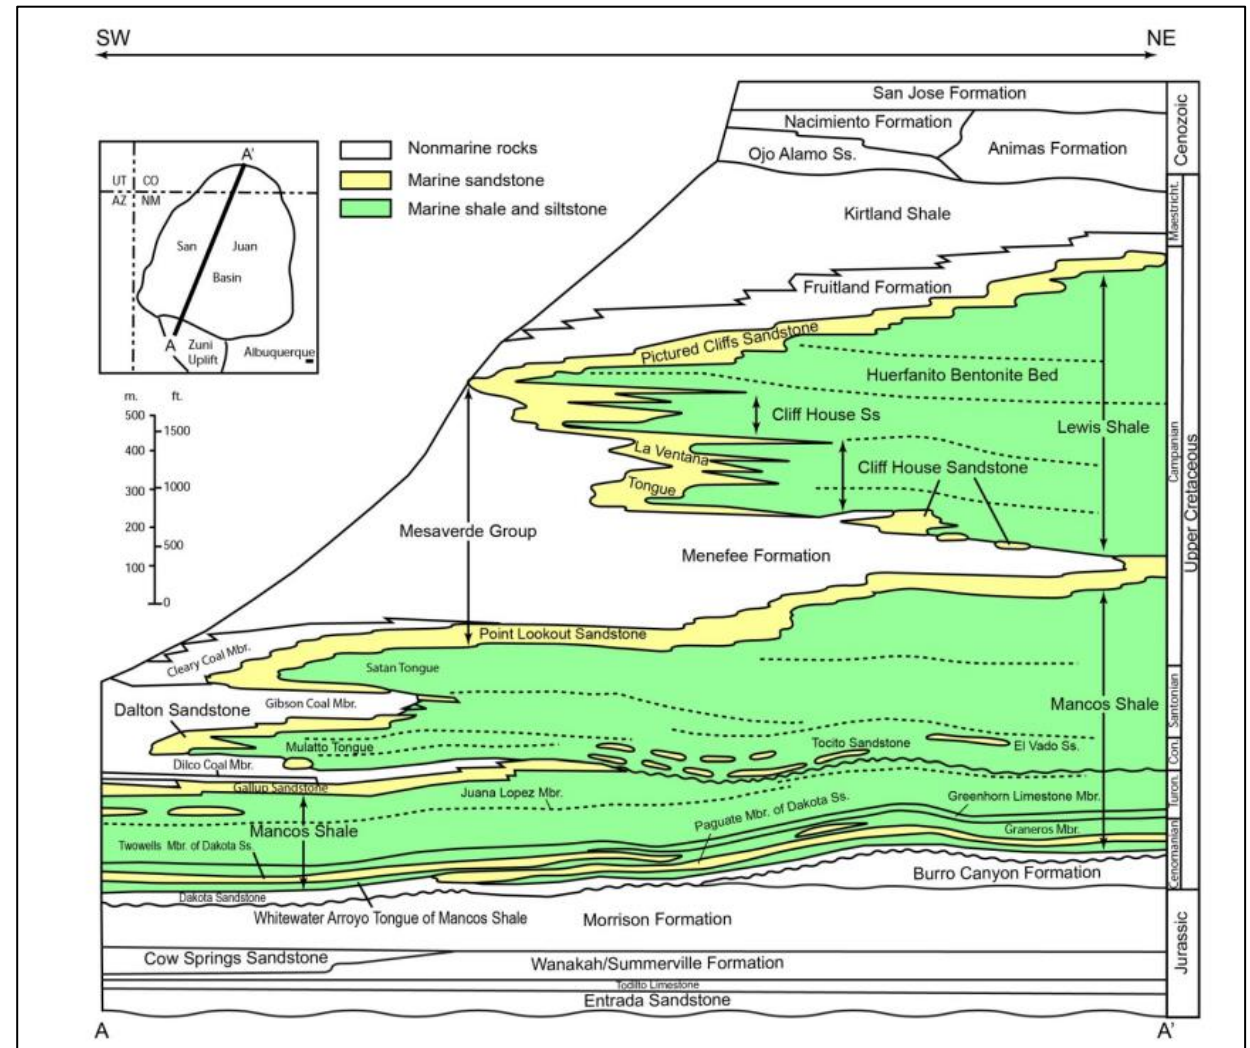 SW
NE
San Jose Formation
Nacimiento Formation
Ojo Alamo Ss.
Animas Formation
Cenozoic
Nonmarine rocks
Marine sandstone
Marine shale and siltstone
A'
UT
CO
AZ
NM
San
Juan
Basin
A
Zuni
Uplift
Albuquerque
Kirtland Shale
Maestricht.
Fruitland Formation
Pictured Cliffs Sandstone
Huerfanito Bentonite Bed
Cliff House Ss
Lewis Shale
La Ventana
Tongue
Cliff House Sandstone
Campanian
Upper Cretaceous
m.
ft.
500
1500
400
300
1000
200
500
100
0
Mesaverde Group
Menefee Formation
Point Lookout Sandstone
Cleary Coal Mbr.
Satan Tongue
Gibson Coal Mbr.
Dalton Sandstone
Mancos Shale
Santonian
Mulatto Tongue
Tocito Sandstone
El Vado Ss.
Con.
Dilco Coal Mbr.
Gallup Sandstone
Juana Lopez Mbr.
Greenhorn Limestone Mbr.
Turon.
Mancos Shale
Paguate Mbr. of Dakota Ss.
Graneros Mbr.
Twowells Mbr. of Dakota Ss.
Cenomanian
Burro Canyon Formation
Dakota Sandstone
Whitewater Arroyo Tongue of Mancos Shale
Morrison Formation
Jurassic
Cow Springs Sandstone
Wanakah/Summerville Formation
Todilto Limestone
Entrada Sandstone
A
A'